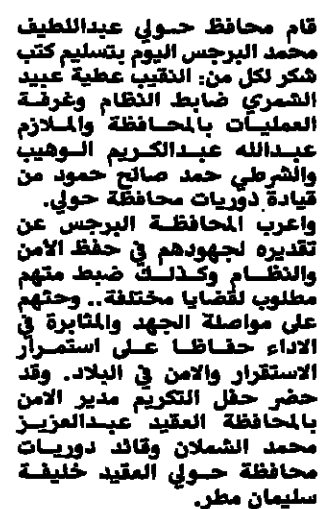 قام محافظ حولي عبداللطيف
محمد البرجس اليوم بتسليم كتب
شكر لكل من: النقيب عطية عبيد
الشمري ضابط النظام وغرفة
العمليات بالمحافظة والملازم
عبدالله عبدالكريم الوهيب
والشرطي حمد صالح حمود من
قيادة دوريات محافظة حولي.
واعرب المحافظة البرجس عن
تقديره لجهودهم في حفظ الأمن
والنظام وكذلك ضبط متهم
مطلوب لقضايا مختلفة.. وحثهم
على مواصلة الجهد والمثابرة في
الاداء حفاظا على استمرار
الاستقرار والامن في البلاد. وقد
حضر حفل التكريم مدير الامن
بالمحافظة العقيد عبدالعزيز
محمد الشملان وقائد دوريات
محافظة حولي العقيد خليفة
سليمان مطر.